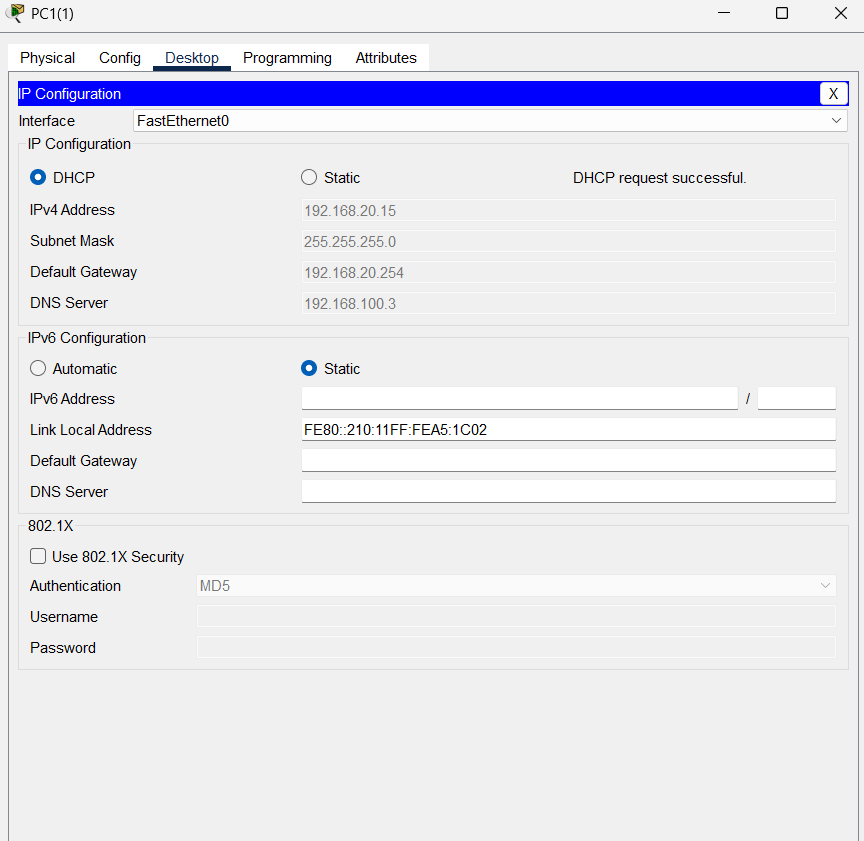 PC1(1)
Physical Config Desktop Programming Attributes
IP Configuration X
Interface FastEthernet0
IP Configuration
DHCP Static DHCP request successful.
IPv4 Address 192.168.20.15
Subnet Mask 255.255.255.0
Default Gateway 192.168.20.254
DNS Server 192.168.100.3
IPv6 Configuration
Automatic Static
IPv6 Address /
Link Local Address FE80::210:11FF:FEA5:1C02
Default Gateway
DNS Server
802.1X
Use 802.1X Security
Authentication MD5
Username
Password